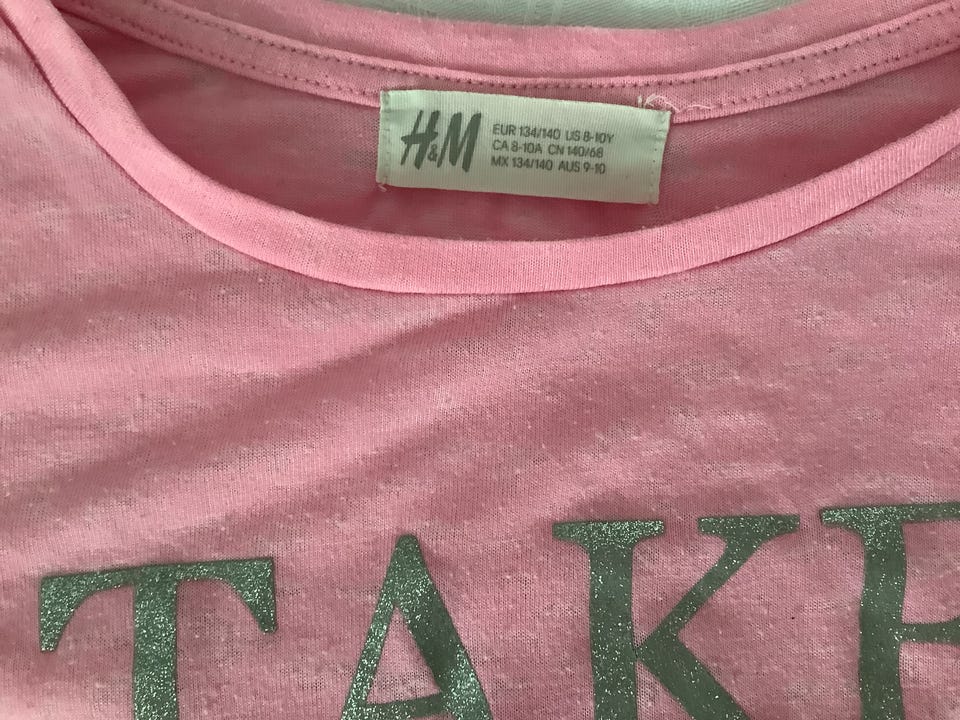 H&M
EUR 134/140 US 8-10Y
CA 8-10A CN 140/68
MX 134/140 AUS 9-10
TAKE